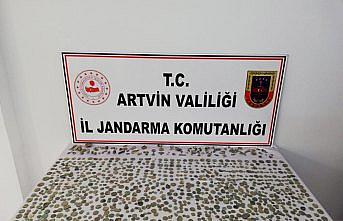 T.C.
ARTVİN VALİLİĞİ
İL JANDARMA KOMUTANLIĞI